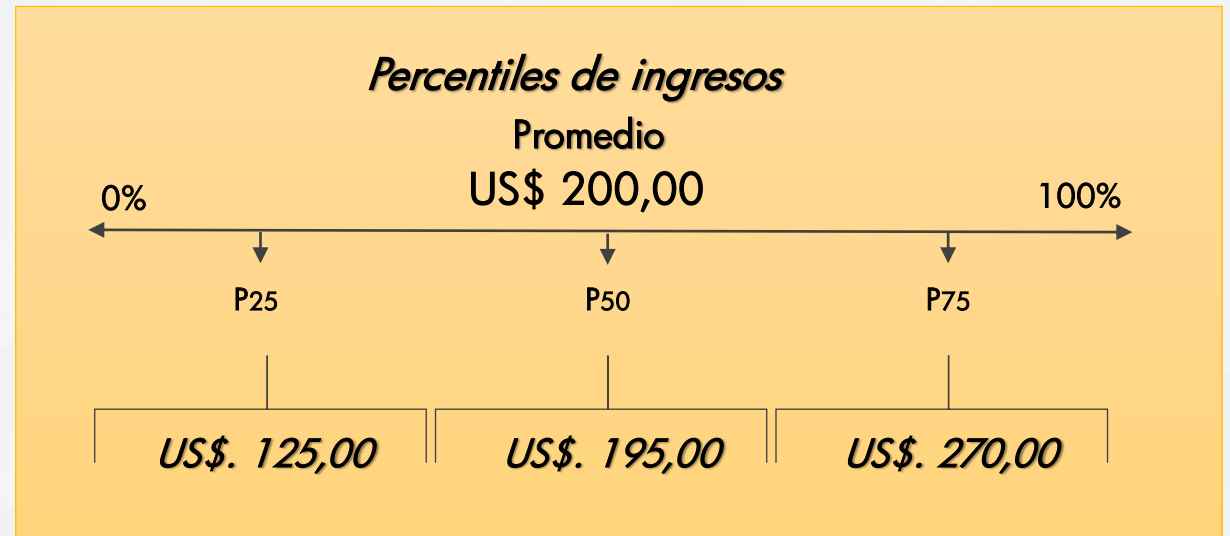 Percentiles de ingresos
Promedio
US$ 200,00
0%
100%
P25
P50
P75
US$. 125,00
US$. 195,00
US$. 270,00